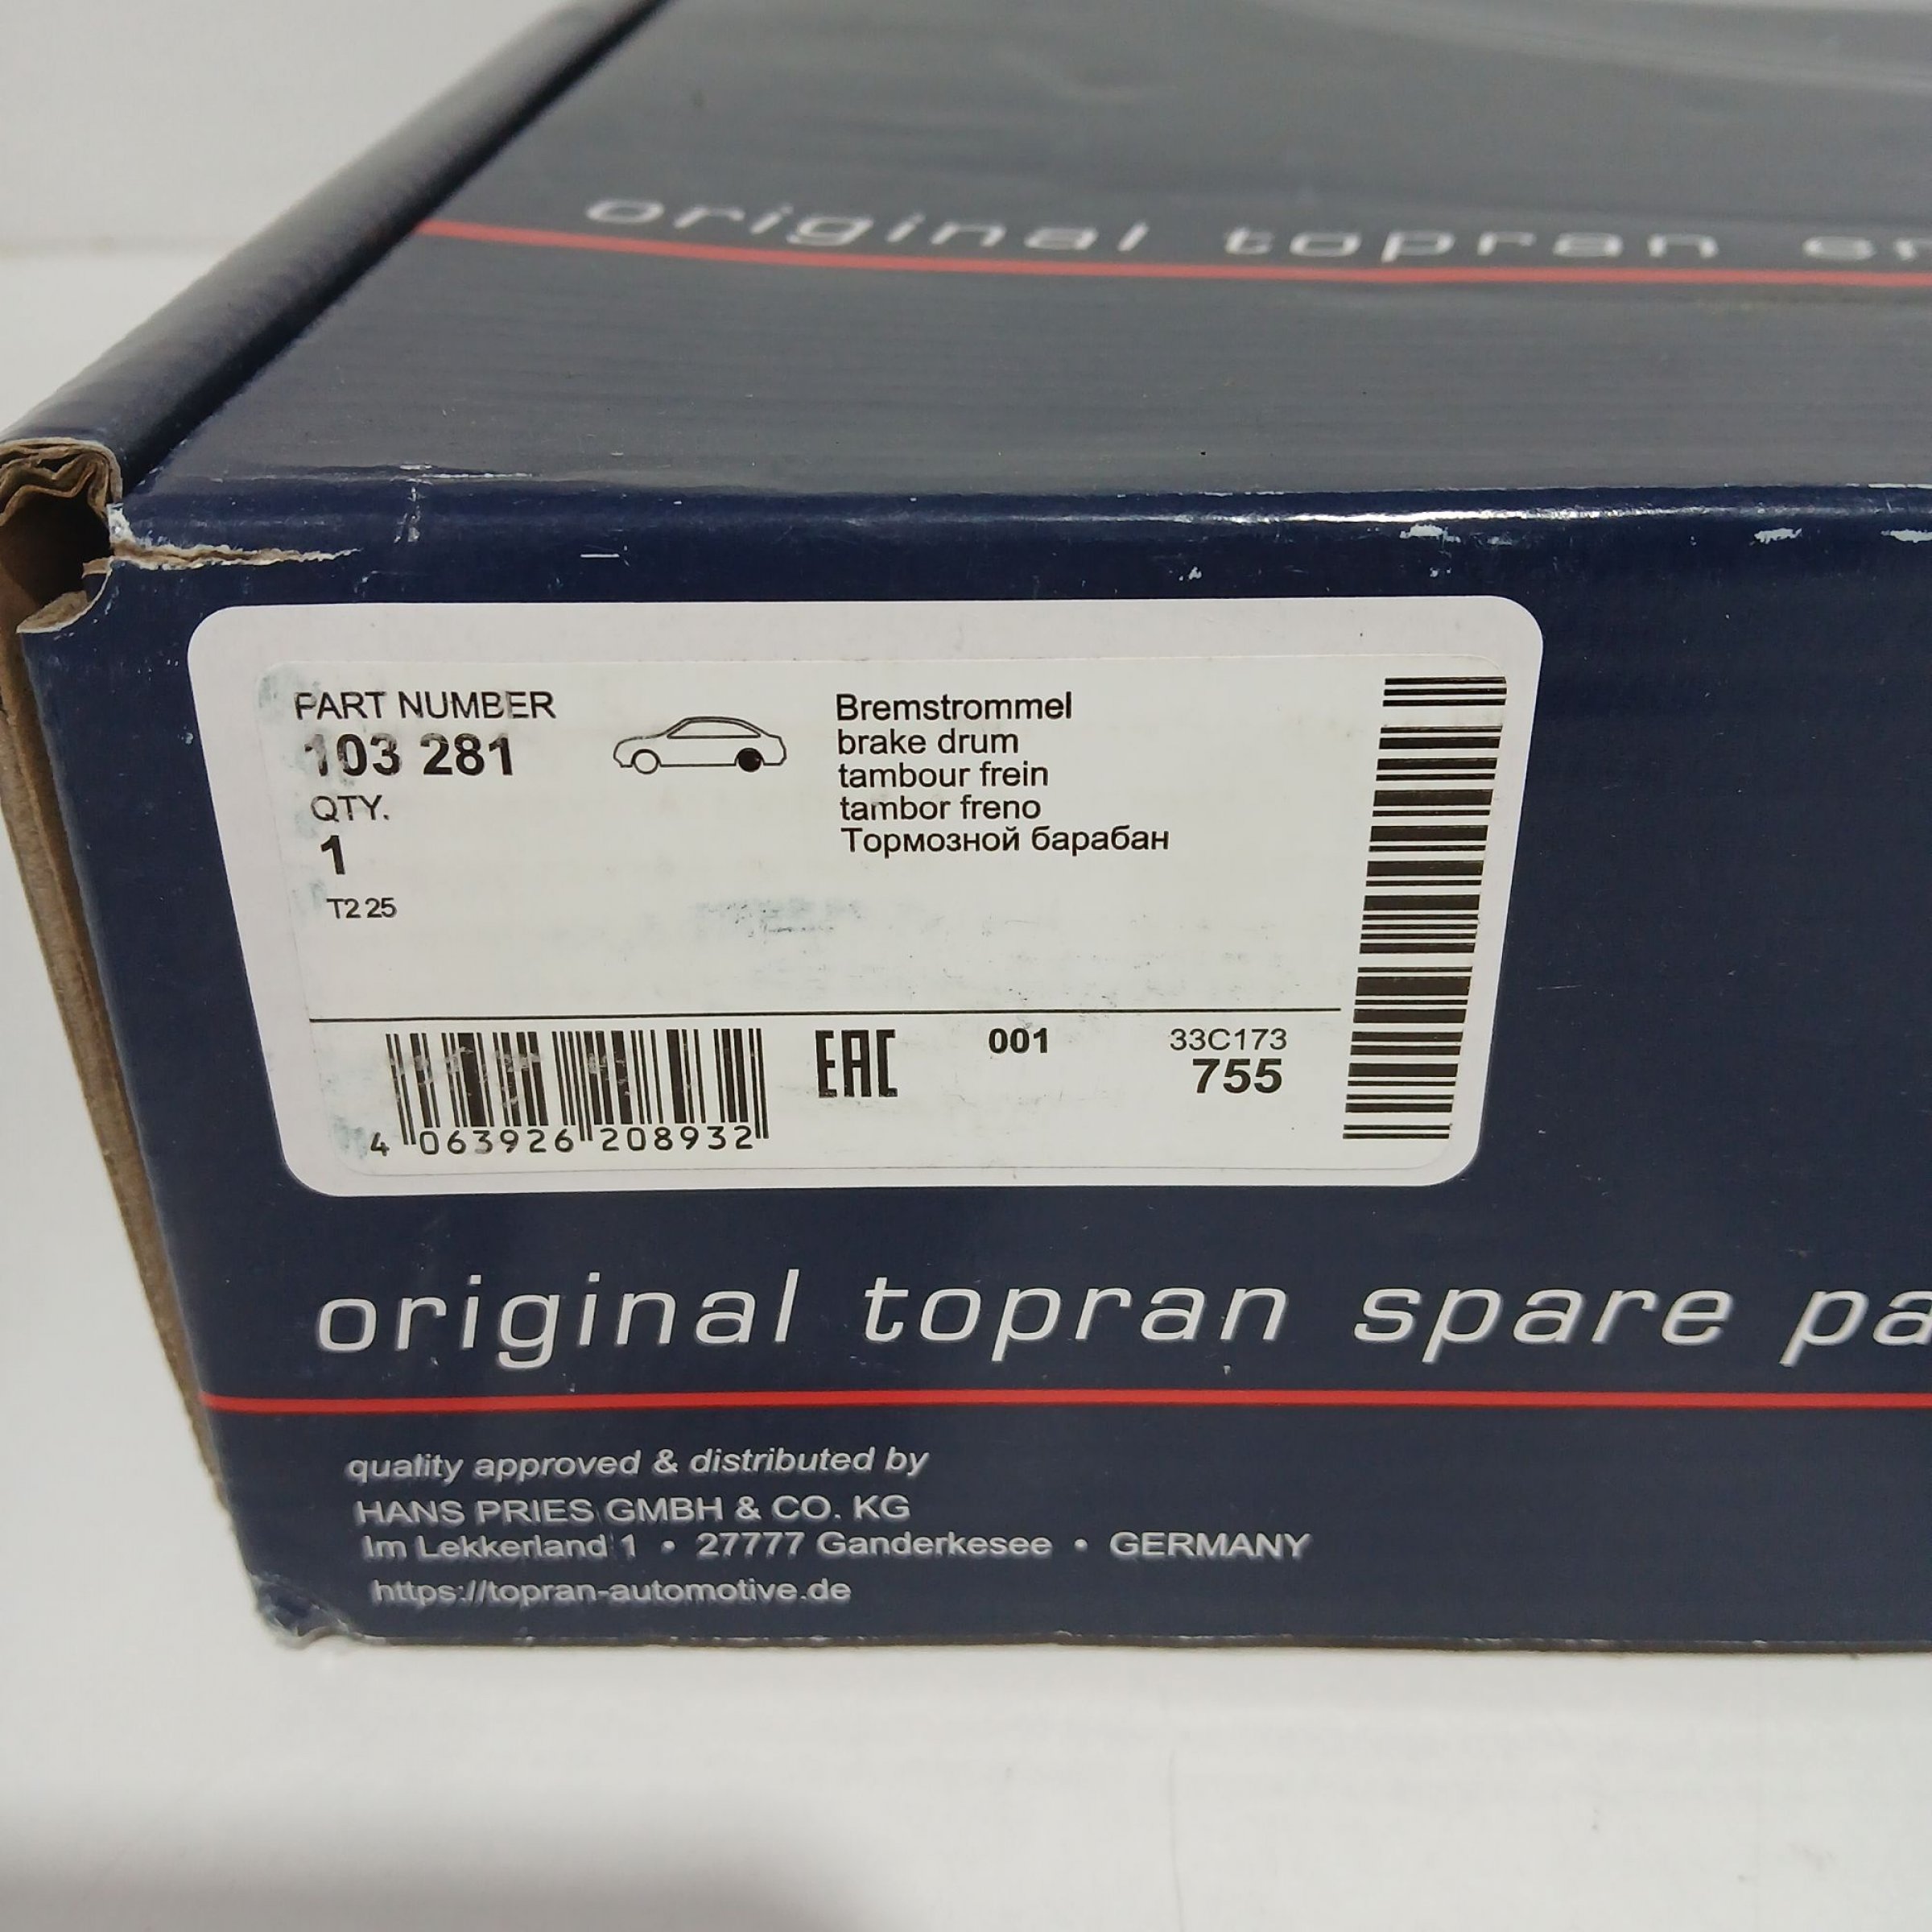 original topran
PART NUMBER
103 281
QTY.
1
T2 25
Bremstrommel
brake drum
tambour frein
tambor freno
Тормозной барабан
4 063926 208932
EAC
001
33C173
755
original topran spare pa
quality approved & distributed by
HANS PRIES GMBH & CO. KG
Im Lekkerland 1 • 27777 Ganderkesee • GERMANY
https://topran-automotive.de